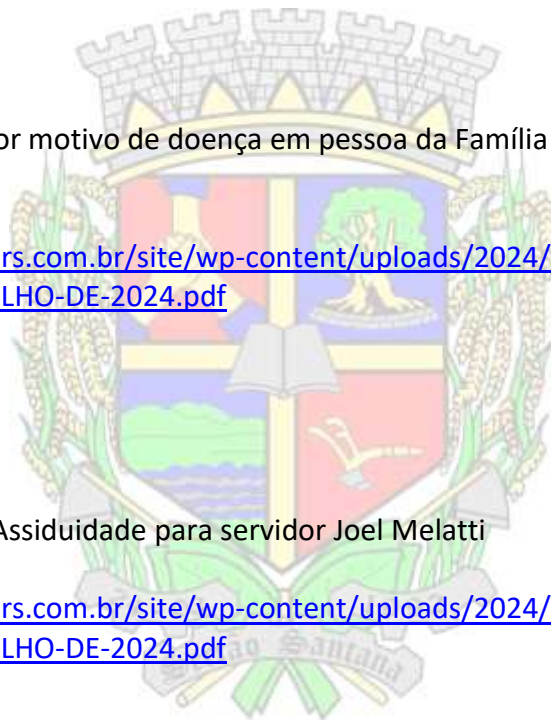 or motivo de doença em pessoa da Família
rs.com.br/site/wp-content/uploads/2024/
LHO-DE-2024.pdf
Assiduidade para servidor Joel Melatti
rs.com.br/site/wp-content/uploads/2024/
LHO-DE-2024.pdf
Santana